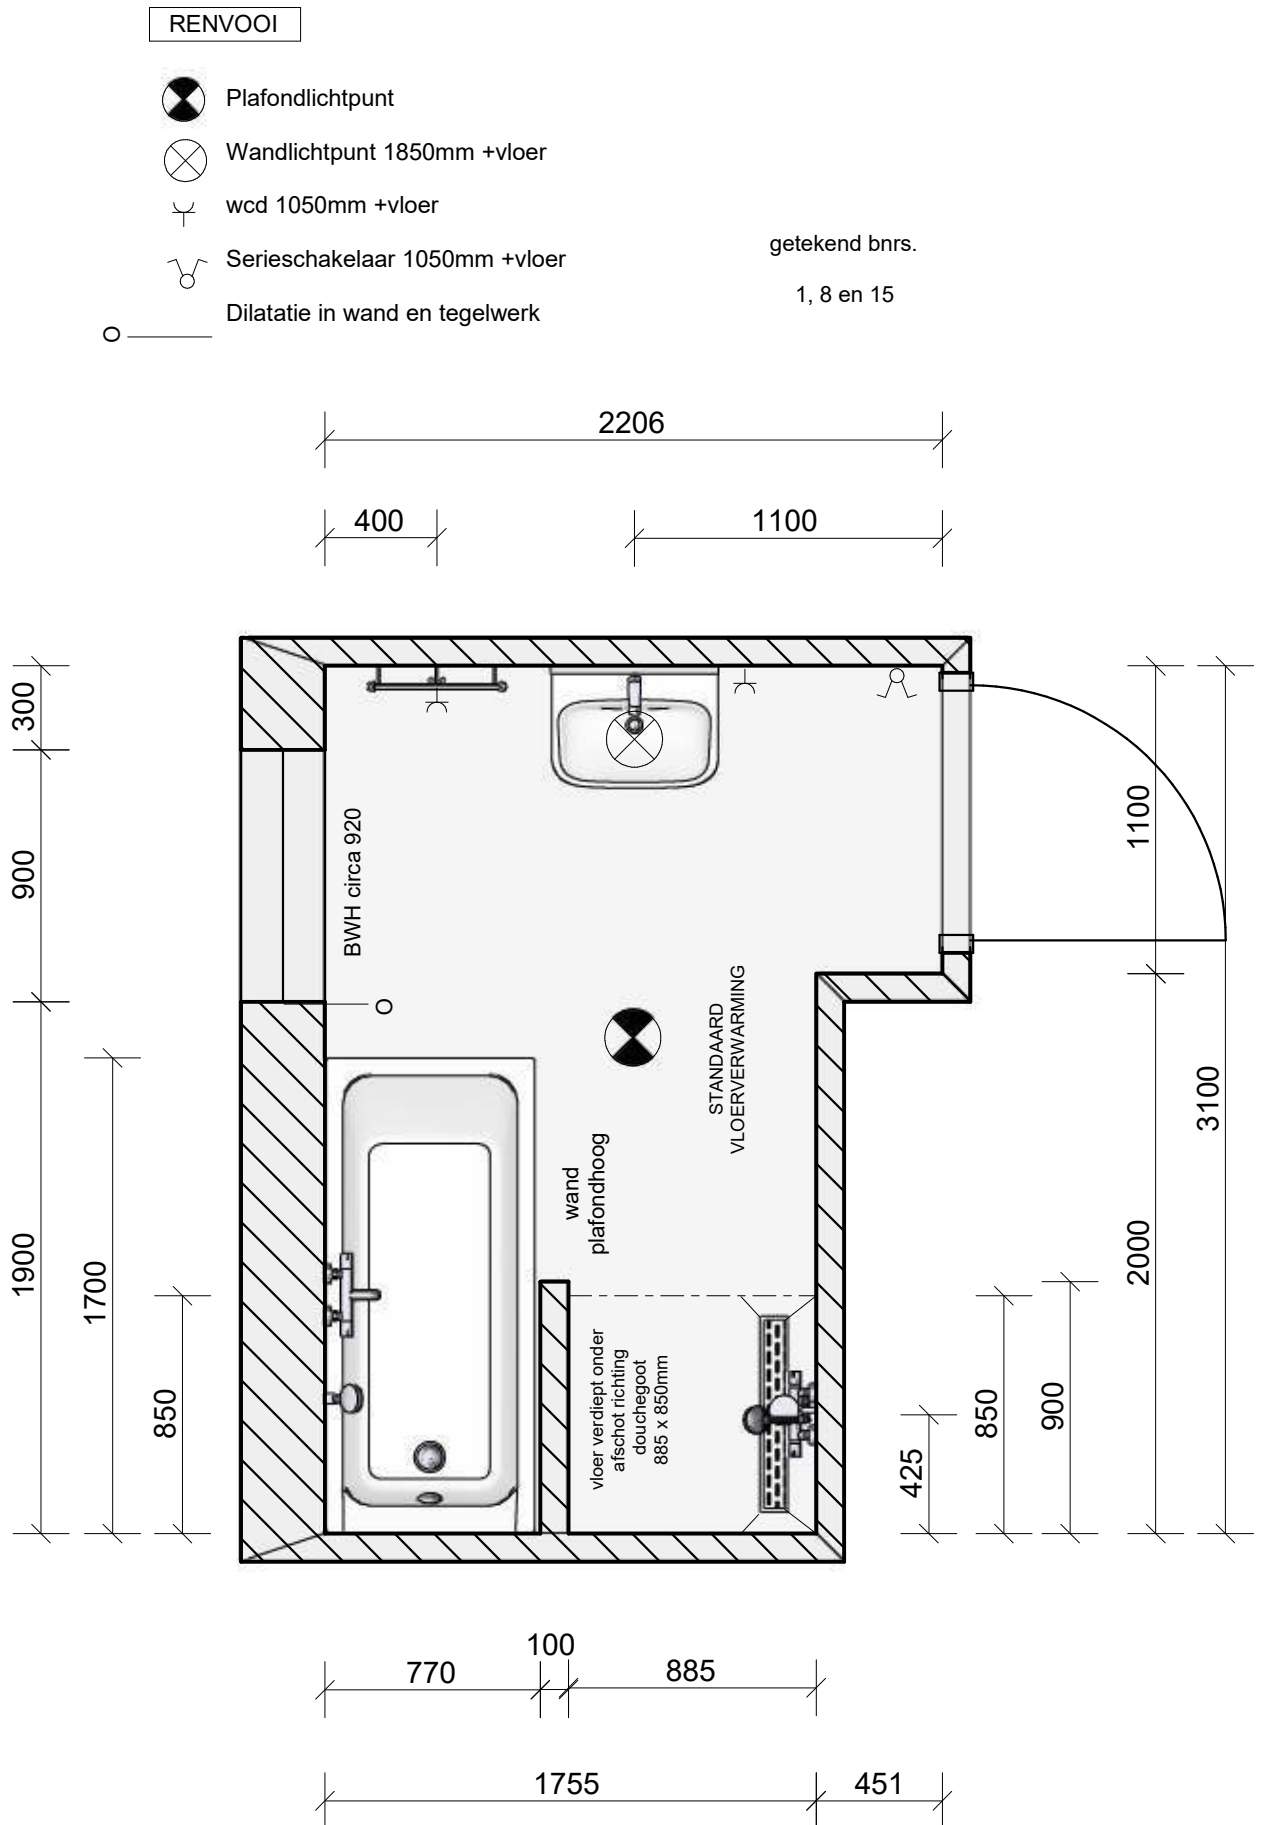 RENVOOI
Plafondlichtpunt
Wandlichtpunt 1850mm +vloer
wcd 1050mm +vloer
Serieschakelaar 1050mm +vloer
Dilatatie in wand en tegelwerk
O
getekend bnrs.
1, 8 en 15
2206
400
1100
300
900
1900
1700
850
BWH circa 920
O
STANDAARD
VLOERVERWARMING
wand
plafondhoog
vloer verdiept onder
afschot richting
douchegoot
885 x 850mm
1100
3100
2000
900
850
425
100
770
885
1755
451